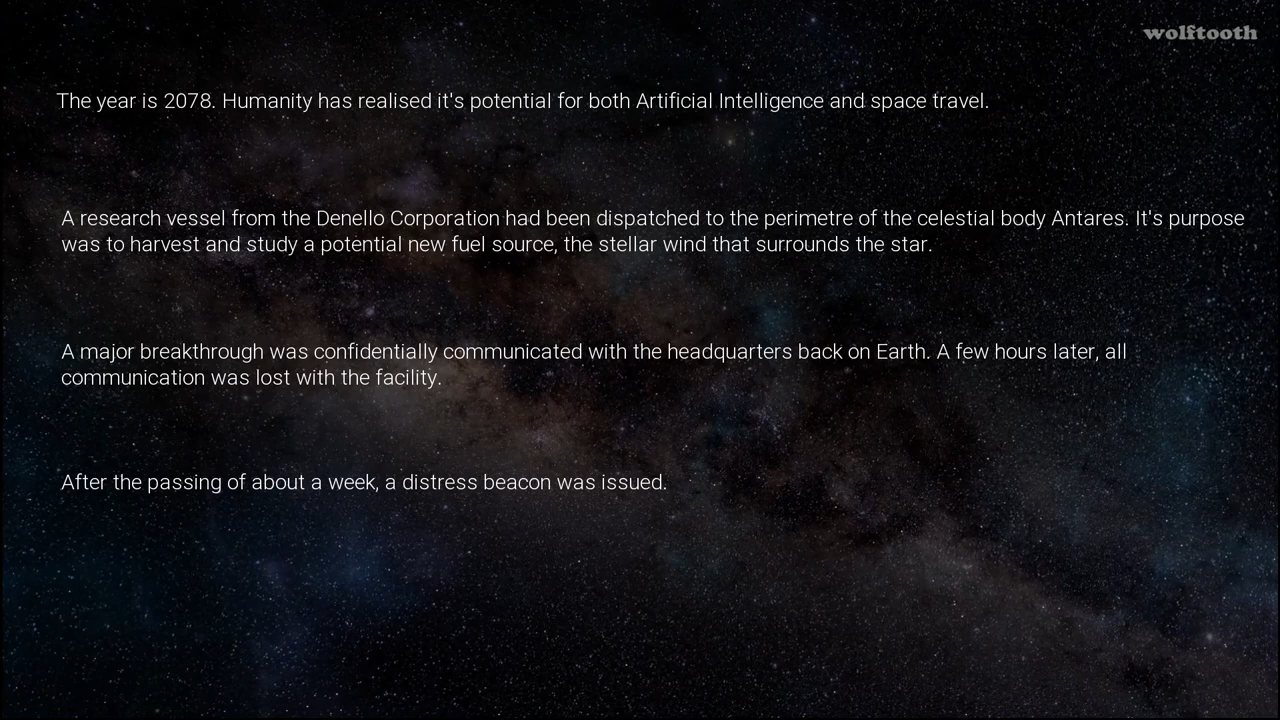 wolftooth
The year is 2078. Humanity has realised it's potential for both Artificial Intelligence and space travel.
A research vessel from the Denello Corporation had been dispatched to the perimetre of the celestial body Antares. It's purpose
was to harvest and study a potential new fuel source, the stellar wind that surrounds the star.
A major breakthrough was confidentially communicated with the headquarters back on Earth. A few hours later, all
communication was lost with the facility.
After the passing of about a week, a distress beacon was issued.